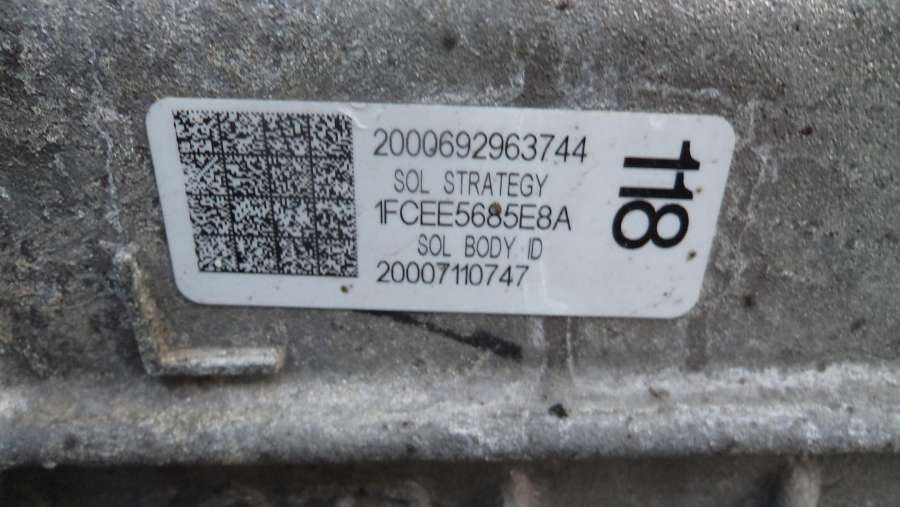 2000692963744
SOL STRATEGY
1FCEE5685E8A
SOL BODY ID
20007110747
118